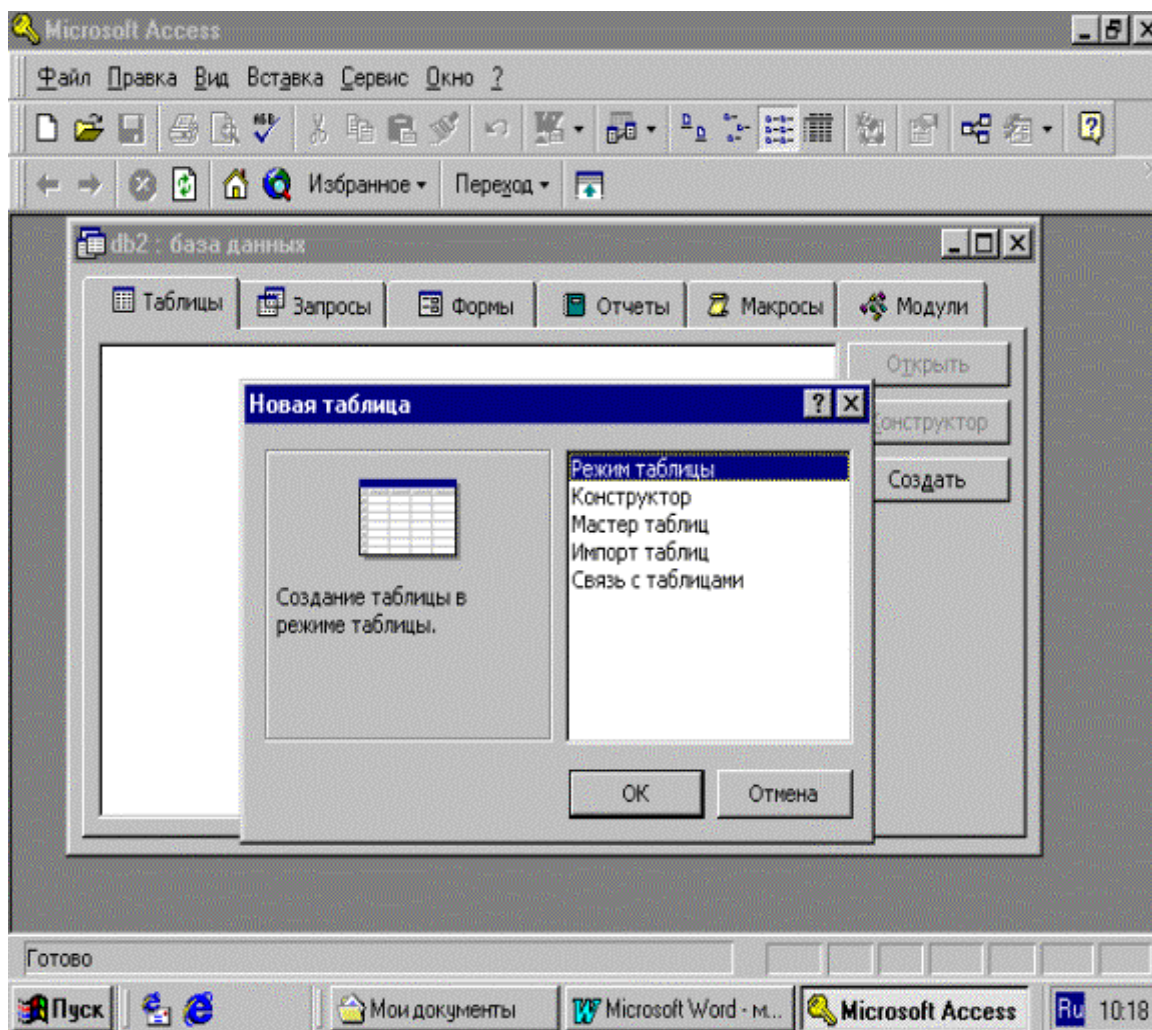 Microsoft Access
Файл Правка Вид Вставка Сервис Окно ?
Избранное Переход
db2 : база данных
Таблицы Запросы Формы Отчеты Макросы Модули
Открыть
Конструктор
Создать
Новая таблица
Режим таблицы
Конструктор
Мастер таблиц
Импорт таблиц
Связь с таблицами
Создание таблицы в
режиме таблицы.
OK Отмена
Готово
Пуск Мои документы Microsoft Word - м... Microsoft Access Ru 10:18